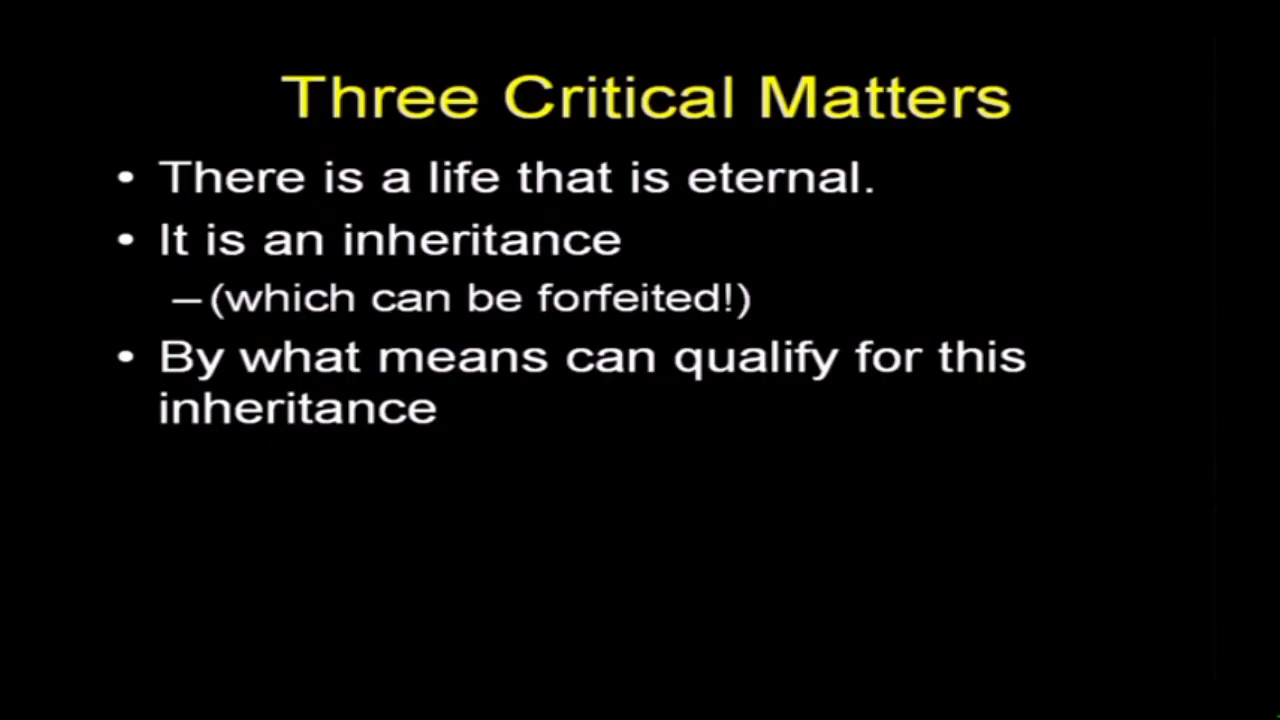 Three Critical Matters
• There is a life that is eternal.
• It is an inheritance
– (which can be forfeited!)
• By what means can qualify for this
inheritance